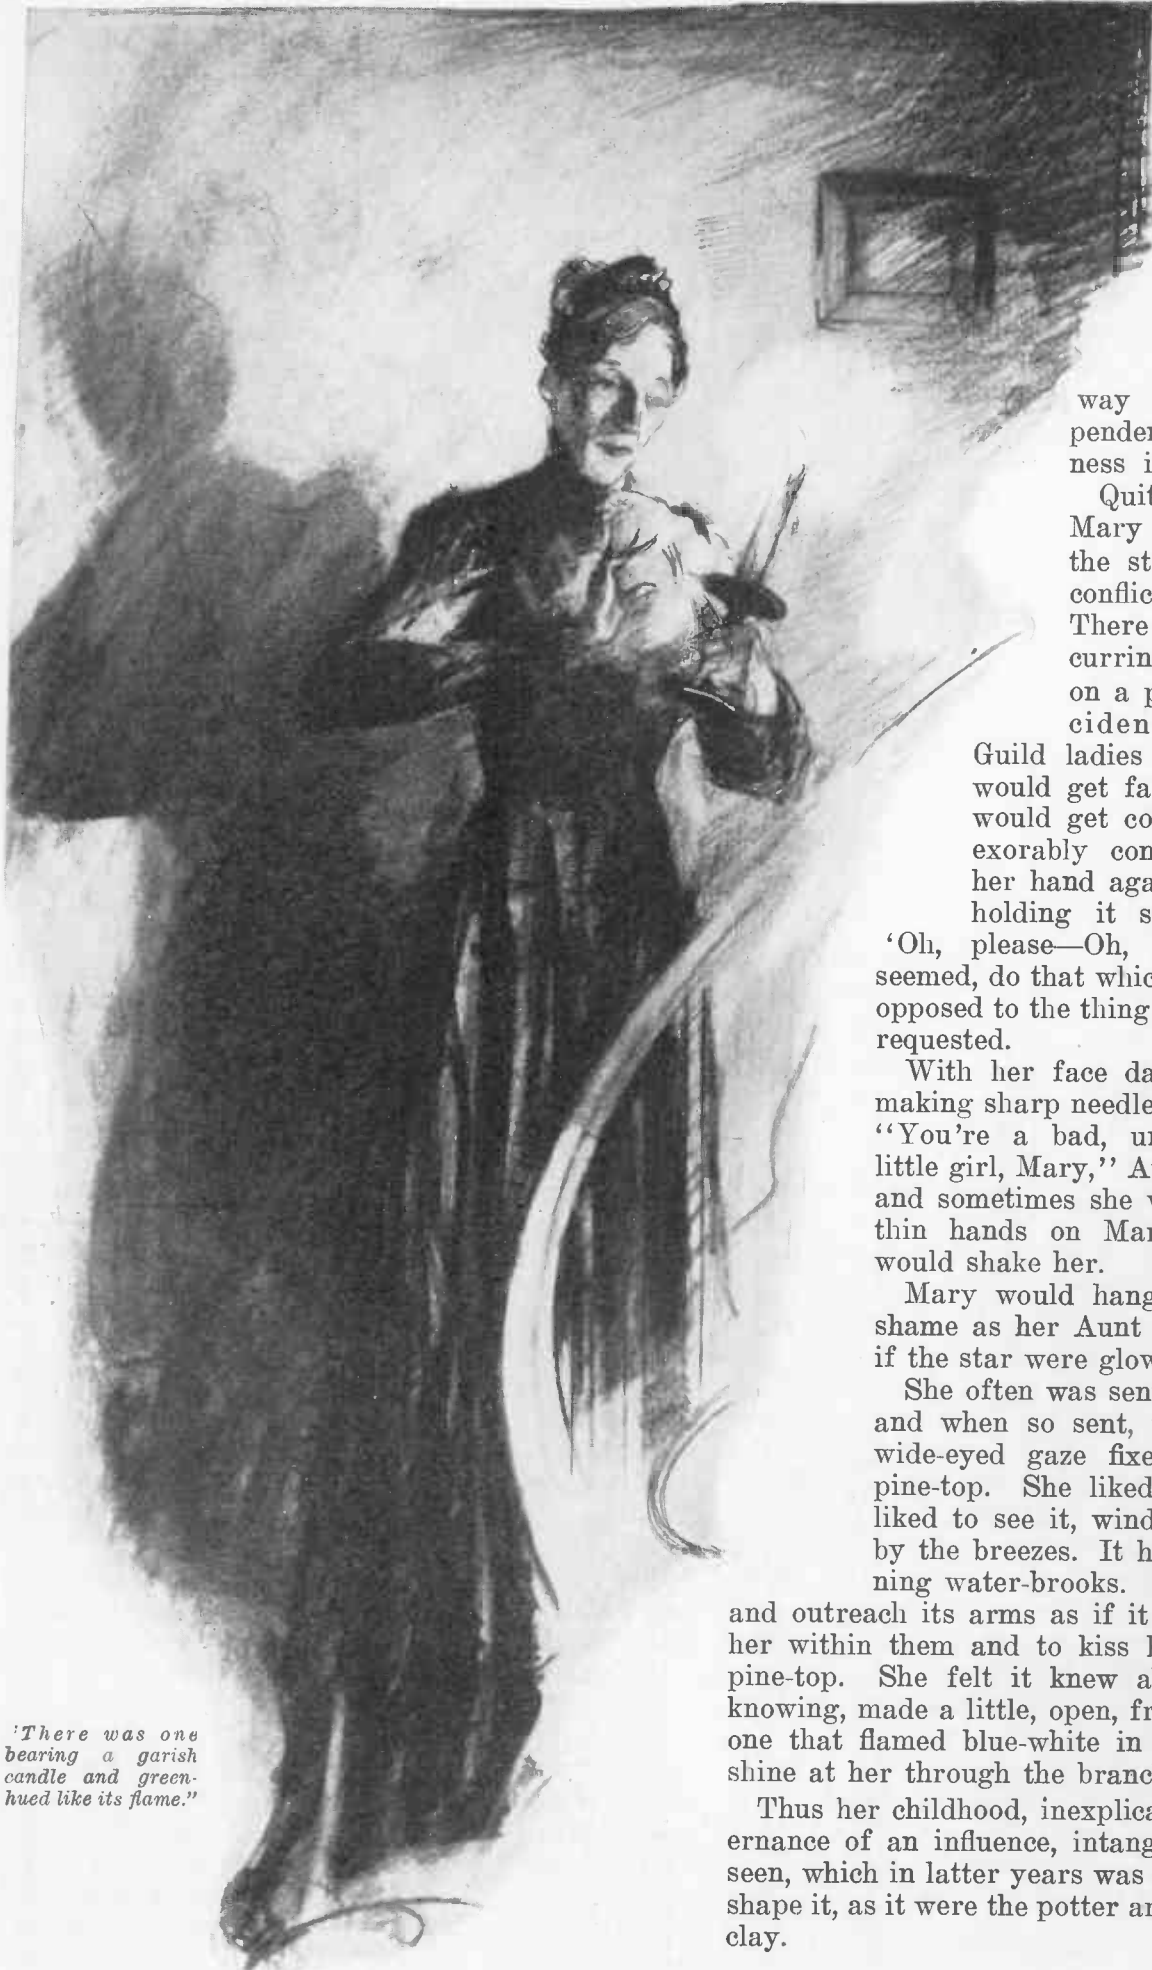 way
pender
ness i
Quit
Mary
the st
conflic
There
currin
on a p
ciden
Guild ladies
would get fa
would get co
exorably con
her hand aga
holding it s
‘Oh, please—Oh,
seemed, do that whic
opposed to the thing
requested.
With her face da
making sharp needle
“You’re a bad, un
little girl, Mary,” A
and sometimes she
thin hands on Mar
would shake her.
Mary would hang
shame as her Aunt
if the star were glow
She often was sen
and when so sent,
wide-eyed gaze fixe
pine-top. She liked
liked to see it, wind
by the breezes. It h
ning water-brooks.
and outreach its arms as if it
her within them and to kiss
pine-top. She felt it knew a
knowing, made a little, open, fr
one that flamed blue-white in
shine at her through the branc
Thus her childhood, inexplica
ernance of an influence, intang
seen, which in latter years was
shape it, as it were the potter an
clay.
'There was one
bearing a garish
candle and green-
hued like its flame.”